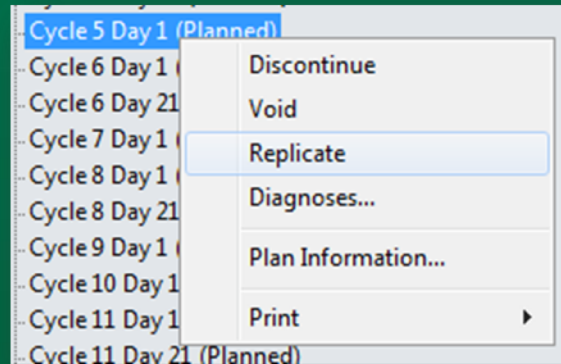 Cycle 5 Day 1 (Planned)
Cycle 6 Day 1 (
Cycle 6 Day 21
Cycle 7 Day 1 (
Cycle 8 Day 1 (
Cycle 8 Day 21
Cycle 9 Day 1 (
Cycle 10 Day 1
Cycle 11 Day 1
Cycle 11 Day 21 (Planned)
Discontinue
Void
Replicate
Diagnoses...
Plan Information...
Print